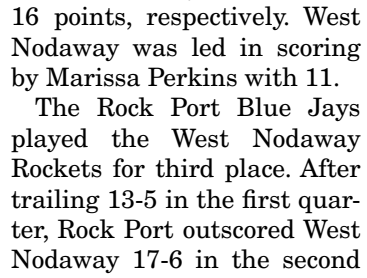 16 points, respectively. West
Nodaway was led in scoring
by Marissa Perkins with 11.
The Rock Port Blue Jays
played the West Nodaway
Rockets for third place. After
trailing 13-5 in the first quar-
ter, Rock Port outscored West
Nodaway 17-6 in the second